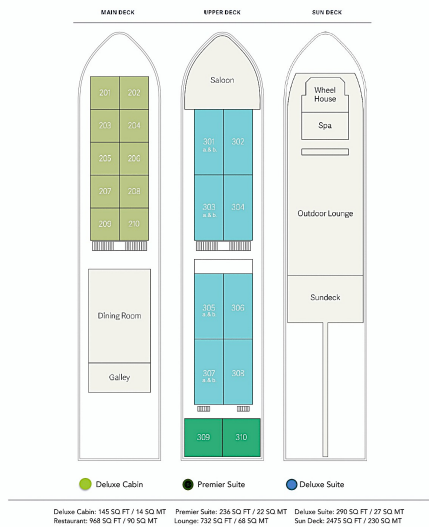 MAIN DECK UPPER DECK SUN DECK
Saloon
Wheel
House
Spa
201 202
203 204
205 206
207 208
209 210
301 302
a & b
303 304
a & b
Outdoor Lounge
Sundeck
Dining Room
Galley
305 306
a & b
307 308
a & b
309 310
Deluxe Cabin Premier Suite Deluxe Suite
Deluxe Cabin: 145 SQ FT / 14 SQ MT Premier Suite: 236 SQ FT / 22 SQ MT Deluxe Suite: 290 SQ FT / 27 SQ MT
Restaurant: 968 SQ FT / 90 SQ MT Lounge: 732 SQ FT / 68 SQ MT Sun Deck: 2475 SQ FT / 230 SQ MT